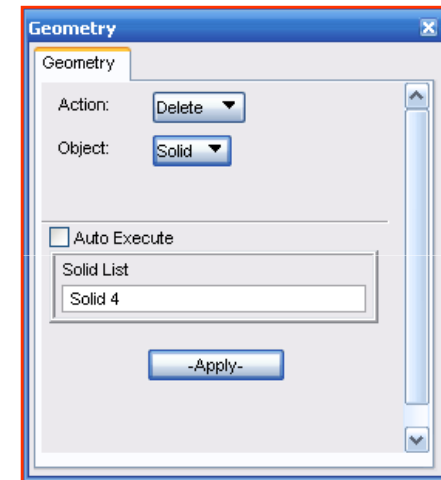 Geometry
Geometry
Action: Delete
Object: Solid
Auto Execute
Solid List
Solid 4
-Apply-